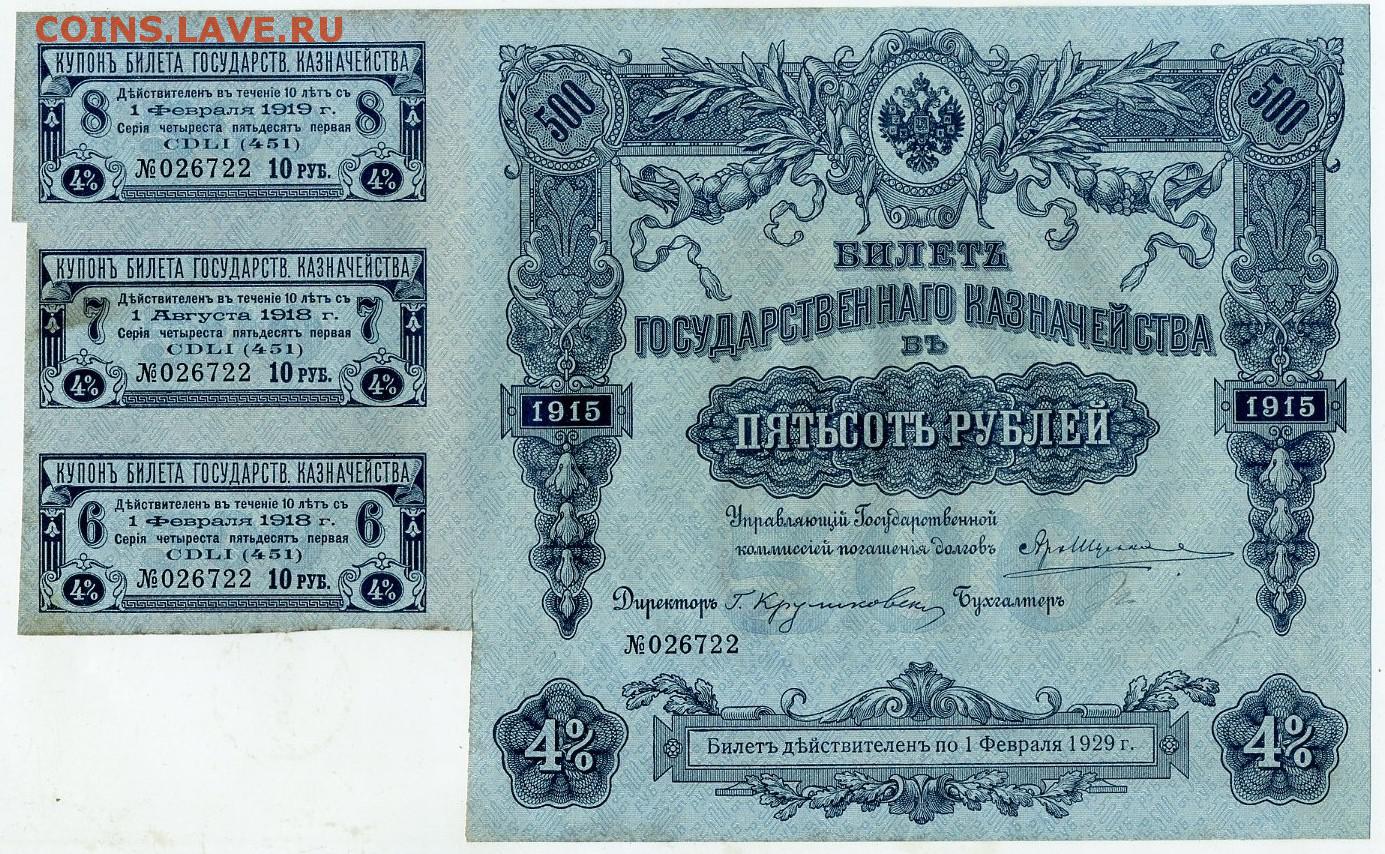 COINS.LAVE.RU
КУПОНЪ БИЛЕТА ГОСУДАРСТВ. КАЗНАЧЕЙСТВА
Дѣйствителенъ въ теченіе 10 лѣтъ съ
8 1 Февраля 1919 г. 8
Серія четыреста пятьдесятъ первая
CDLI (451)
№026722 10 РУБ.
4% 4%
КУПОНЪ БИЛЕТА ГОСУДАРСТВ. КАЗНАЧЕЙСТВА
Дѣйствителенъ въ теченіе 10 лѣтъ съ
7 1 Августа 1918 г. 7
Серія четыреста пятьдесятъ первая
CDLI (451)
№026722 10 РУБ.
4% 4%
КУПОНЪ БИЛЕТА ГОСУДАРСТВ. КАЗНАЧЕЙСТВА
Дѣйствителенъ въ теченіе 10 лѣтъ съ
6 1 Февраля 1918 г. 6
Серія четыреста пятьдесятъ первая
CDLI (451)
№026722 10 РУБ.
4% 4%
500 500
БИЛЕТЪ
ГОСУДАРСТВЕННАГО КАЗНАЧЕЙСТВА
ВЪ
1915 1915
ПЯТЬСОТЪ РУБЛЕЙ
Управляющій Государственной
коммиссіей погашенія долговъ
500
Директоръ Бухгалтеръ
№026722
4% 4%
Билетъ дѣйствителенъ по 1 Февраля 1929 г.